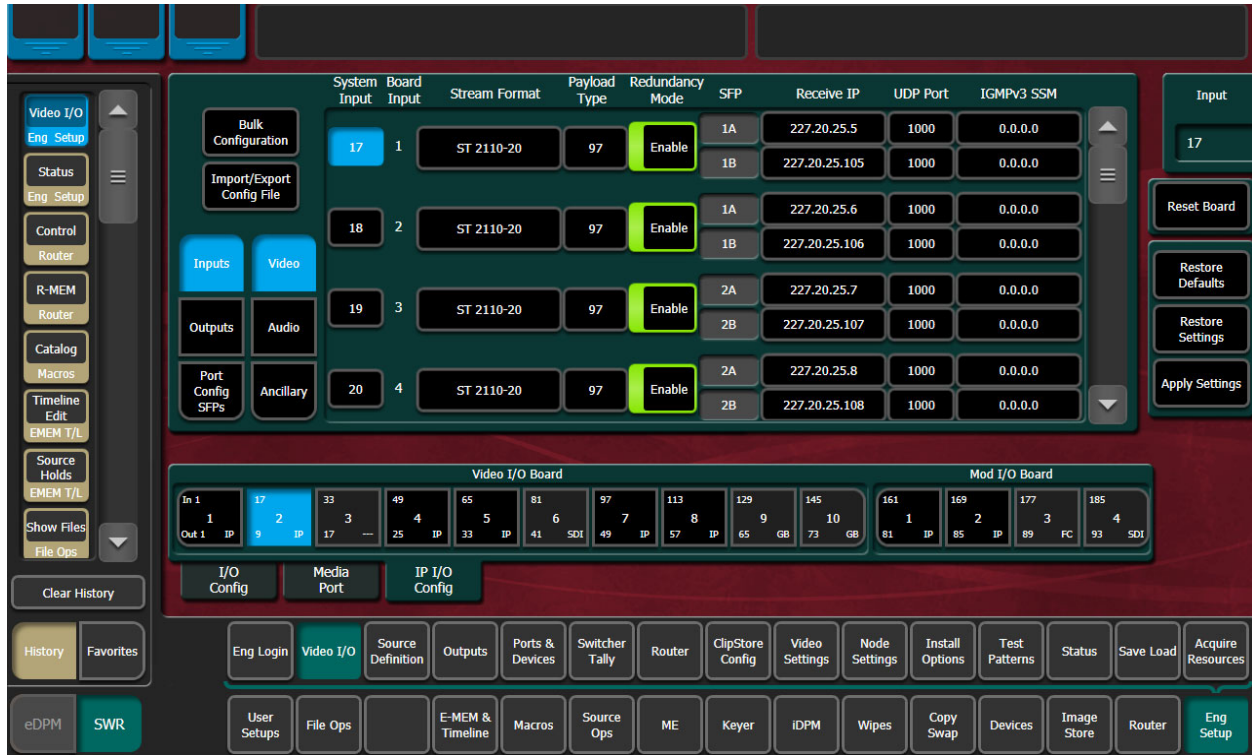 Video I/O
Eng Setup
Status
Eng Setup
Control
Router
R-MEM
Router
Catalog
Macros
Timeline
Edit
EMEM T/L
Source
Holds
EMEM T/L
Show Files
File Ops
Clear History
History Favorites
eDPM SWR
Bulk
Configuration
Import/Export
Config File
Inputs Video
Outputs Audio
Port
Config
SFPs
Ancillary
System Input Board Input Stream Format Payload Type Redundancy Mode SFP Receive IP UDP Port IGMPv3 SSM
17 1 ST 2110-20 97 Enable 1A 227.20.25.5 1000 0.0.0.0
1B 227.20.25.105 1000 0.0.0.0
18 2 ST 2110-20 97 Enable 1A 227.20.25.6 1000 0.0.0.0
1B 227.20.25.106 1000 0.0.0.0
19 3 ST 2110-20 97 Enable 2A 227.20.25.7 1000 0.0.0.0
2B 227.20.25.107 1000 0.0.0.0
20 4 ST 2110-20 97 Enable 2A 227.20.25.8 1000 0.0.0.0
2B 227.20.25.108 1000 0.0.0.0
Input
17
Reset Board
Restore
Defaults
Restore
Settings
Apply Settings
Video I/O Board Mod I/O Board
In 1 17 33 49 65 81 97 113 129 145 161 169 177 185
1 2 3 4 5 6 7 8 9 10 1 2 3 4
Out 1 IP 9 IP 17 --- 25 IP 33 IP 41 SDI 49 IP 57 IP 65 GB 73 GB 81 IP 85 IP 89 FC 93 SDI
I/O
Config
Media
Port
IP I/O
Config
Eng Login Video I/O Source Definition Outputs Ports & Devices Switcher Tally Router ClipStore Config Video Settings Node Settings Install Options Test Patterns Status Save Load Acquire Resources
User Setups File Ops E-MEM & Timeline Macros Source Ops ME Keyer iDPM Wipes Copy Swap Devices Image Store Router Eng Setup